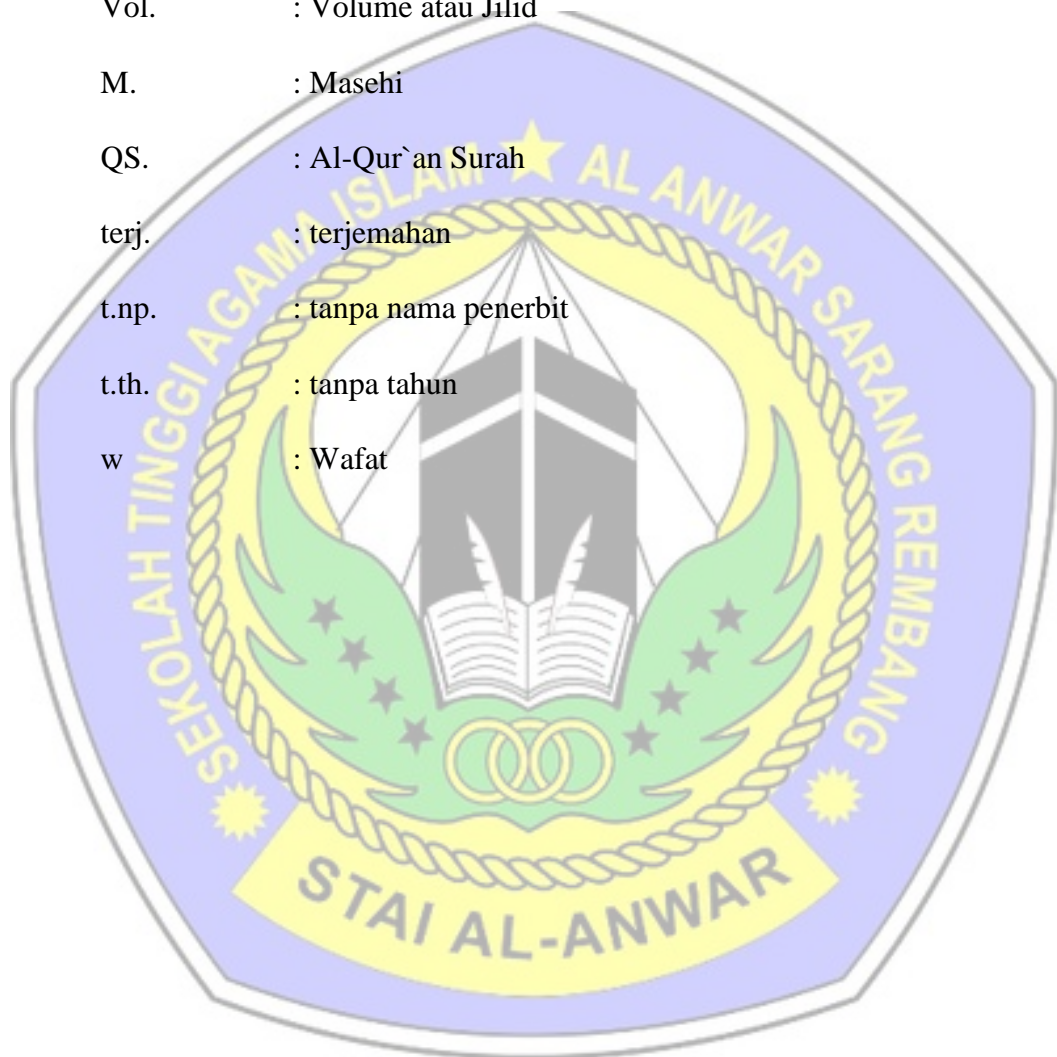 Vol. : Volume atau Jilid
M. : Masehi
QS. : Al-Qur`an Surah
terj. : terjemahan
t.np. : tanpa nama penerbit
t.th. : tanpa tahun
w : Wafat
SEKOLAH TINGGI AGAMA ISLAM AL ANWAR SARANG REMBANG
STAI AL-ANWAR